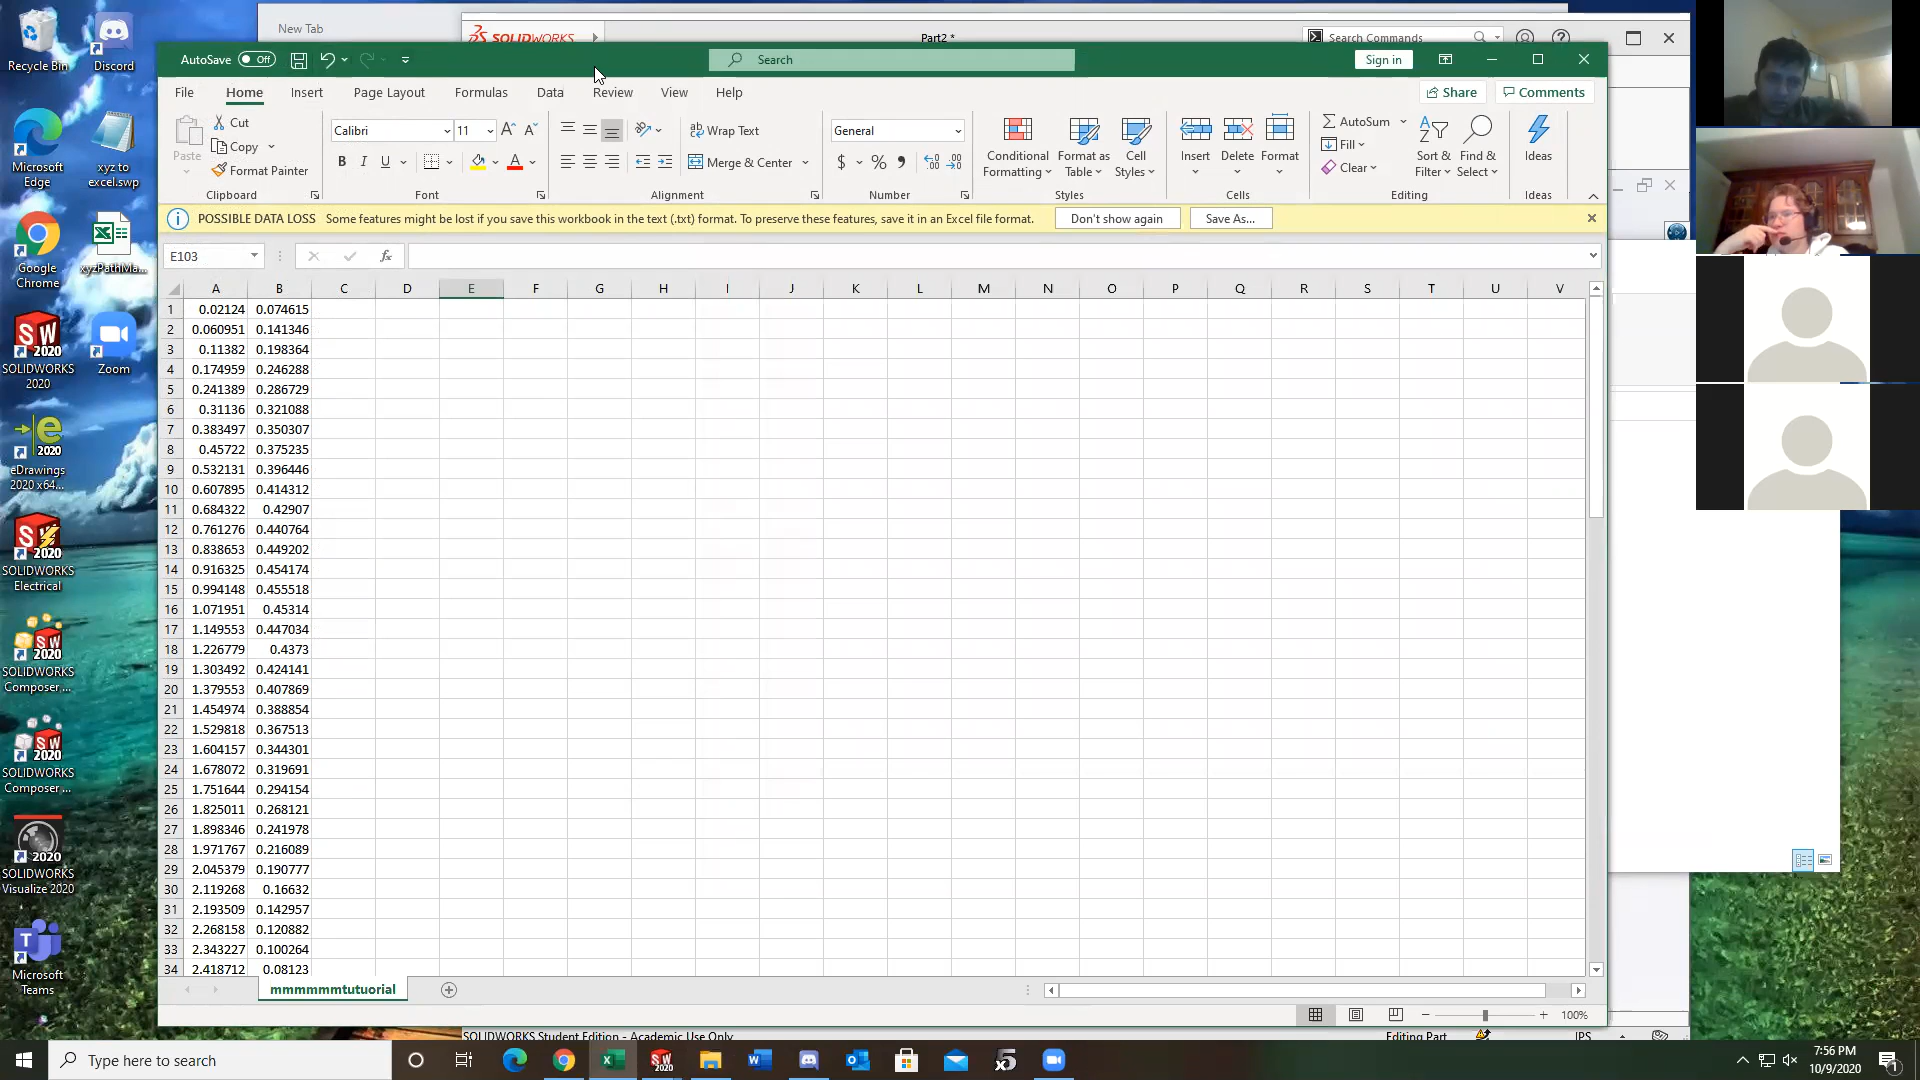 New Tab
SOLIDWORKS
Part2 *
Search Commands
AutoSave Off
Search
Sign in
File Home Insert Page Layout Formulas Data Review View Help
Share
Comments
Paste
Cut
Copy
Format Painter
Clipboard
Calibri 11
B I U
Font
Wrap Text
Merge & Center
Alignment
General
$ %
Number
Conditional Formatting
Format as Table
Cell Styles
Styles
Insert
Delete
Format
Cells
AutoSum
Fill
Clear
Sort & Filter
Find & Select
Editing
Ideas
Ideas
POSSIBLE DATA LOSS Some features might be lost if you save this workbook in the text (.txt) format. To preserve these features, save it in an Excel file format.
Don't show again
Save As...
E103
fx
A B C D E F G H I J K L M N O P Q R S T U V
1 0.02124 0.074615
2 0.060951 0.141346
3 0.11382 0.198364
4 0.174959 0.246288
5 0.241389 0.286729
6 0.31136 0.321088
7 0.383497 0.350307
8 0.45722 0.375235
9 0.532131 0.396446
10 0.607895 0.414312
11 0.684322 0.42907
12 0.761276 0.440764
13 0.838653 0.449202
14 0.916325 0.454174
15 0.994148 0.455518
16 1.071951 0.45314
17 1.149553 0.447034
18 1.226779 0.4373
19 1.303492 0.424141
20 1.379553 0.407869
21 1.454974 0.388854
22 1.529818 0.367513
23 1.604157 0.344301
24 1.678072 0.319691
25 1.751644 0.294154
26 1.825011 0.268121
27 1.898346 0.241978
28 1.971767 0.216089
29 2.045379 0.190777
30 2.119268 0.16632
31 2.193509 0.142957
32 2.268158 0.120882
33 2.343227 0.100264
34 2.418712 0.08123
mmmmmmtutuorial
100%
SOLIDWORKS Student Edition - Academic Use Only
Editing Part
IPS
Recycle Bin
Discord
Microsoft Edge
xyz to excel.swp
Google Chrome
xyzPathMa...
SOLIDWORKS 2020
Zoom
eDrawings 2020 x64...
SOLIDWORKS Electrical
SOLIDWORKS Composer ...
SOLIDWORKS Composer ...
SOLIDWORKS Visualize 2020
Microsoft Teams
Type here to search
7:56 PM
10/9/2020
1